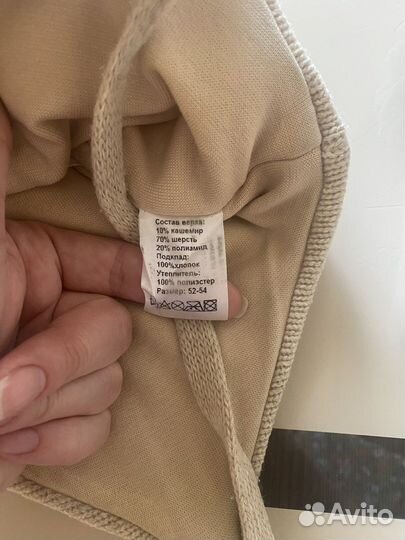 Состав верха:
10% кашемир
70% шерсть
20% полиамид
Подклад:
100%хлопок
Утеплитель:
100% полиэстер
Размер: 52-54
Avito